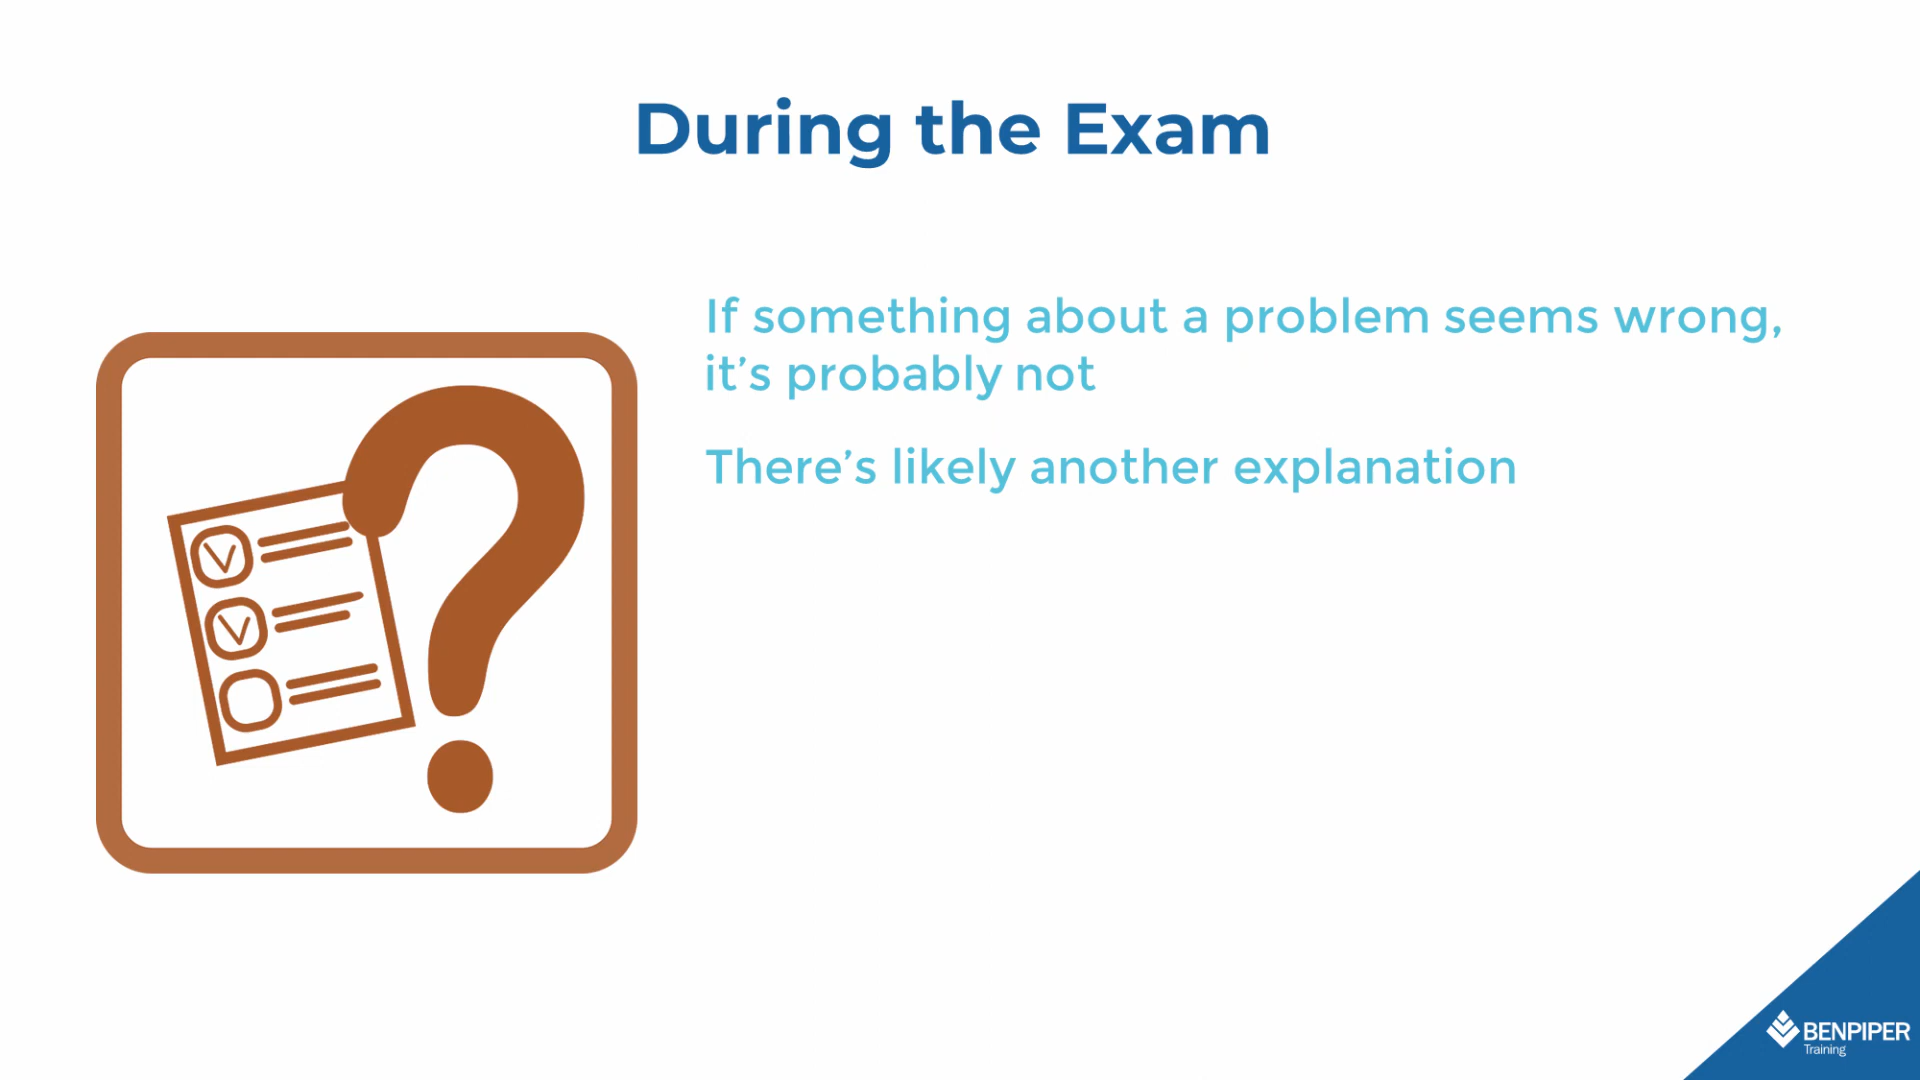 During the Exam
If something about a problem seems wrong,
it’s probably not
There’s likely another explanation
BENPIPER
Training